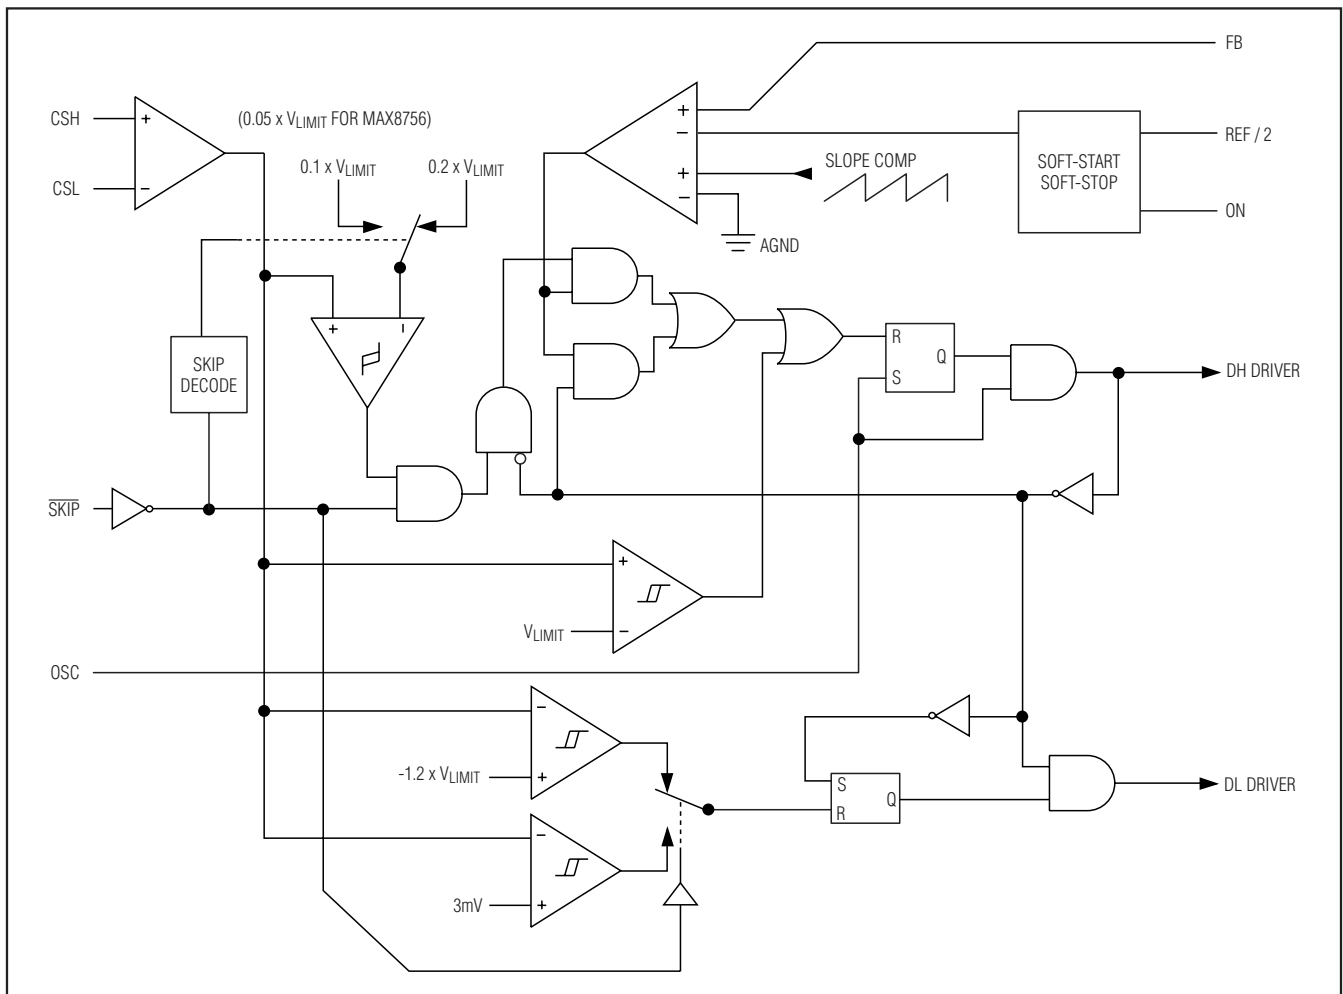 FB
CSH
+
(0.05 x VLIMIT FOR MAX8756)
+
−
REF / 2
SOFT-START
SOFT-STOP
0.1 x VLIMIT
0.2 x VLIMIT
SLOPE COMP
+
CSL
−
−
ON
AGND
+
−
SKIP
DECODE
R
Q
S
DH DRIVER
SKIP
+
VLIMIT
−
OSC
−
-1.2 x VLIMIT
+
S
Q
R
DL DRIVER
−
3mV
+